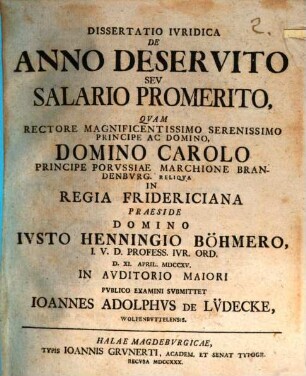 2.
DISSERTATIO IVRIDICA
DE
ANNO DESERVITO
SEV
SALARIO PROMERITO,
QVAM
RECTORE MAGNIFICENTISSIMO SERENISSIMO
PRINCIPE AC DOMINO,
DOMINO CAROLO
PRINCIPE PORVSSIAE MARCHIONE BRAN-
DENBVRG. RELIQVA
IN
REGIA FRIDERICIANA
PRAESIDE
DOMINO
IVSTO HENNINGIO BÖHMERO,
I. V. D. PROFESS. IVR. ORD.
D. XI. APRIL. MDCCXV.
IN AVDITORIO MAIORI
PVBLICO EXAMINI SVBMITTET
IOANNES ADOLPHVS DE LÜDECKE,
WOLFENBVTTELENSIS.
HALAE MAGDEBVRGICAE,
TYPIS IOANNIS GRVNERTI, ACADEM. ET SENAT TYPOGR.
RECVSA MDCCXXX.